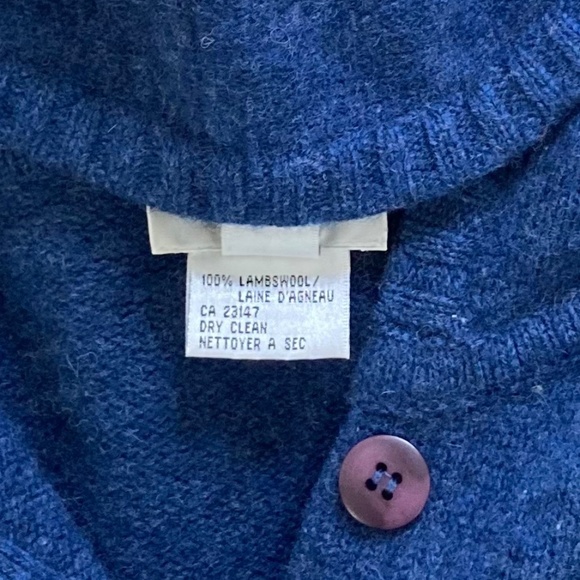 100% LAMBSWOOL/
LAINE D'AGNEAU
CA 23147
DRY CLEAN
NETTOYER A SEC